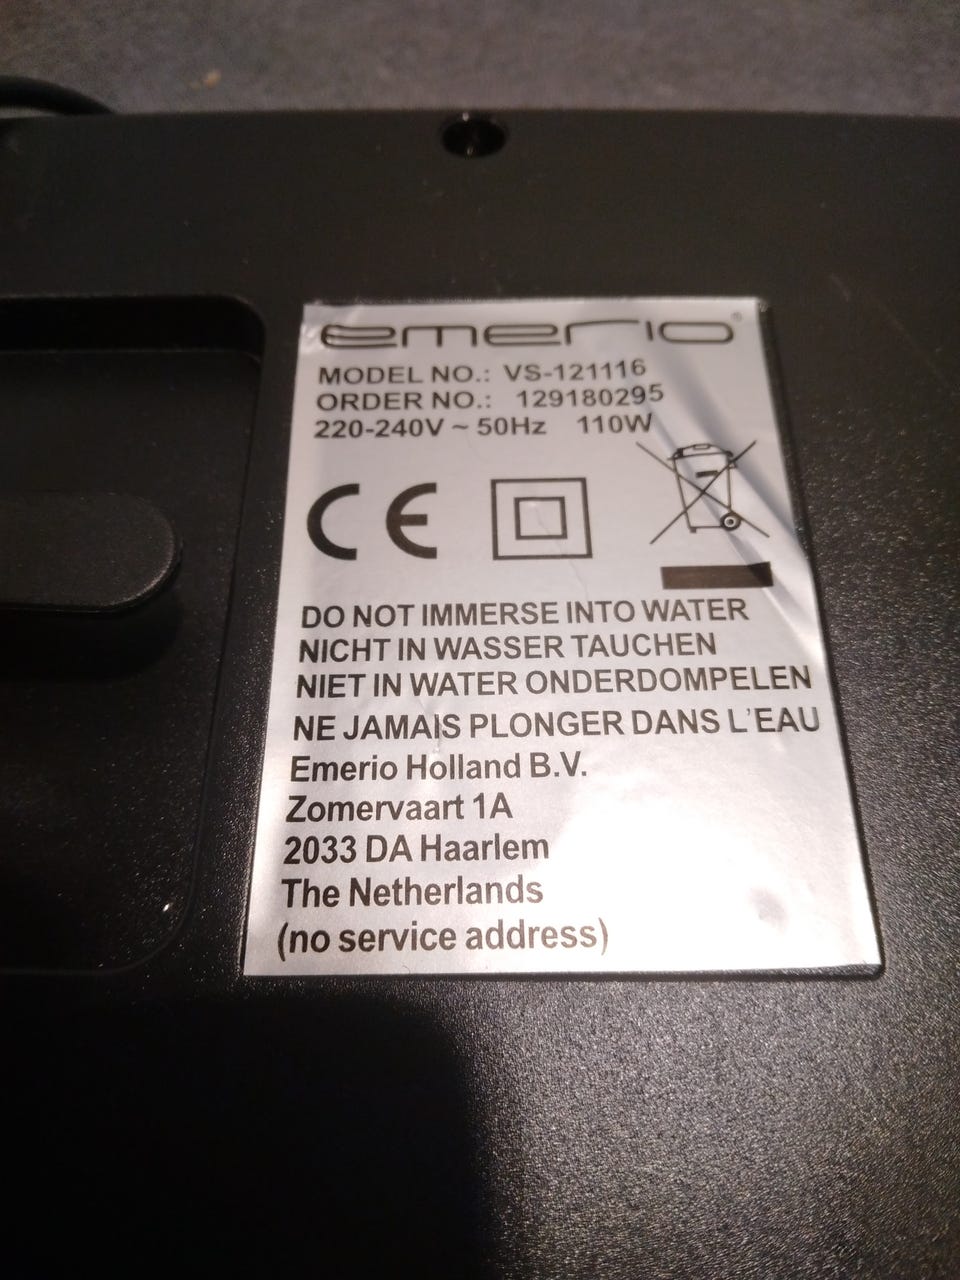 emerio®
MODEL NO.: VS-121116
ORDER NO.: 129180295
220-240V ~ 50Hz 110W
CE
DO NOT IMMERSE INTO WATER
NICHT IN WASSER TAUCHEN
NIET IN WATER ONDERDOMPELEN
NE JAMAIS PLONGER DANS L'EAU
Emerio Holland B.V.
Zomervaart 1A
2033 DA Haarlem
The Netherlands
(no service address)